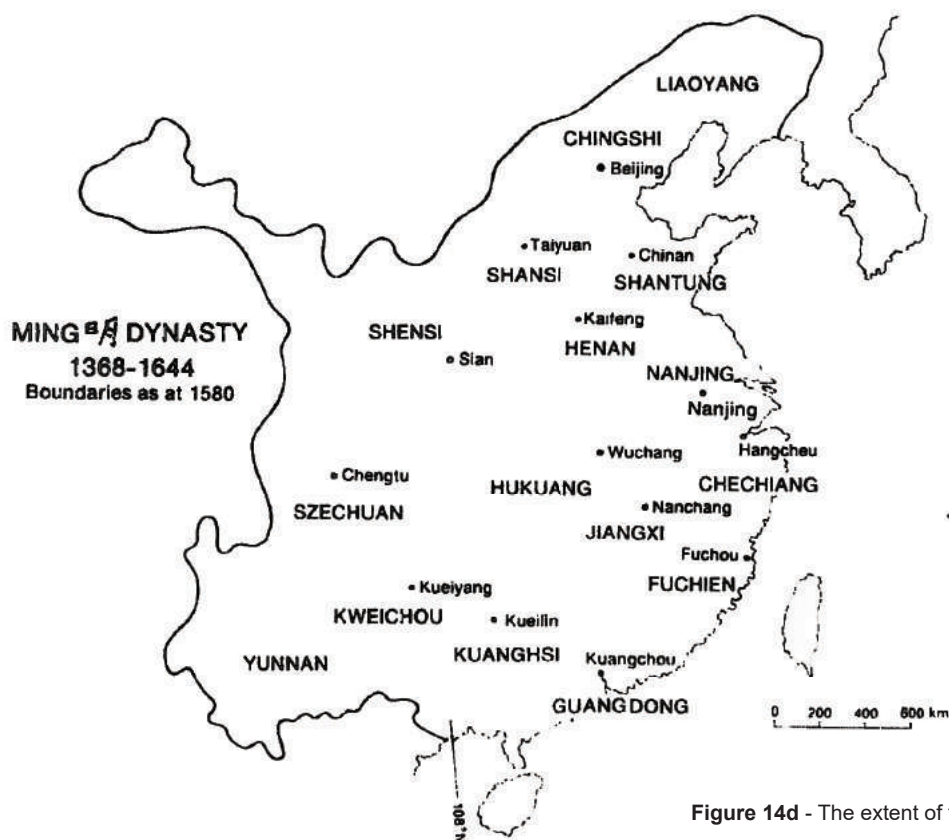 LIAOYANG
CHINGSHI
Beijing
Taiyuan
Chinan
SHANSI
SHANTUNG
MING 明 DYNASTY
1368-1644
Boundaries as at 1580
SHENSI
Kaifeng
HENAN
Sian
NANJING
Nanjing
Hangcheu
Wuchang
Chengtu
HUKUANG
CHECHIANG
SZECHUAN
Nanchang
JIANGXI
Fuchou
FUCHIEN
Kueiyang
KWEICHOU
Kueilin
KUANGHSI
YUNNAN
Kuangchou
GUANGDONG
0 200 400 600 km
Figure 14d - The extent of